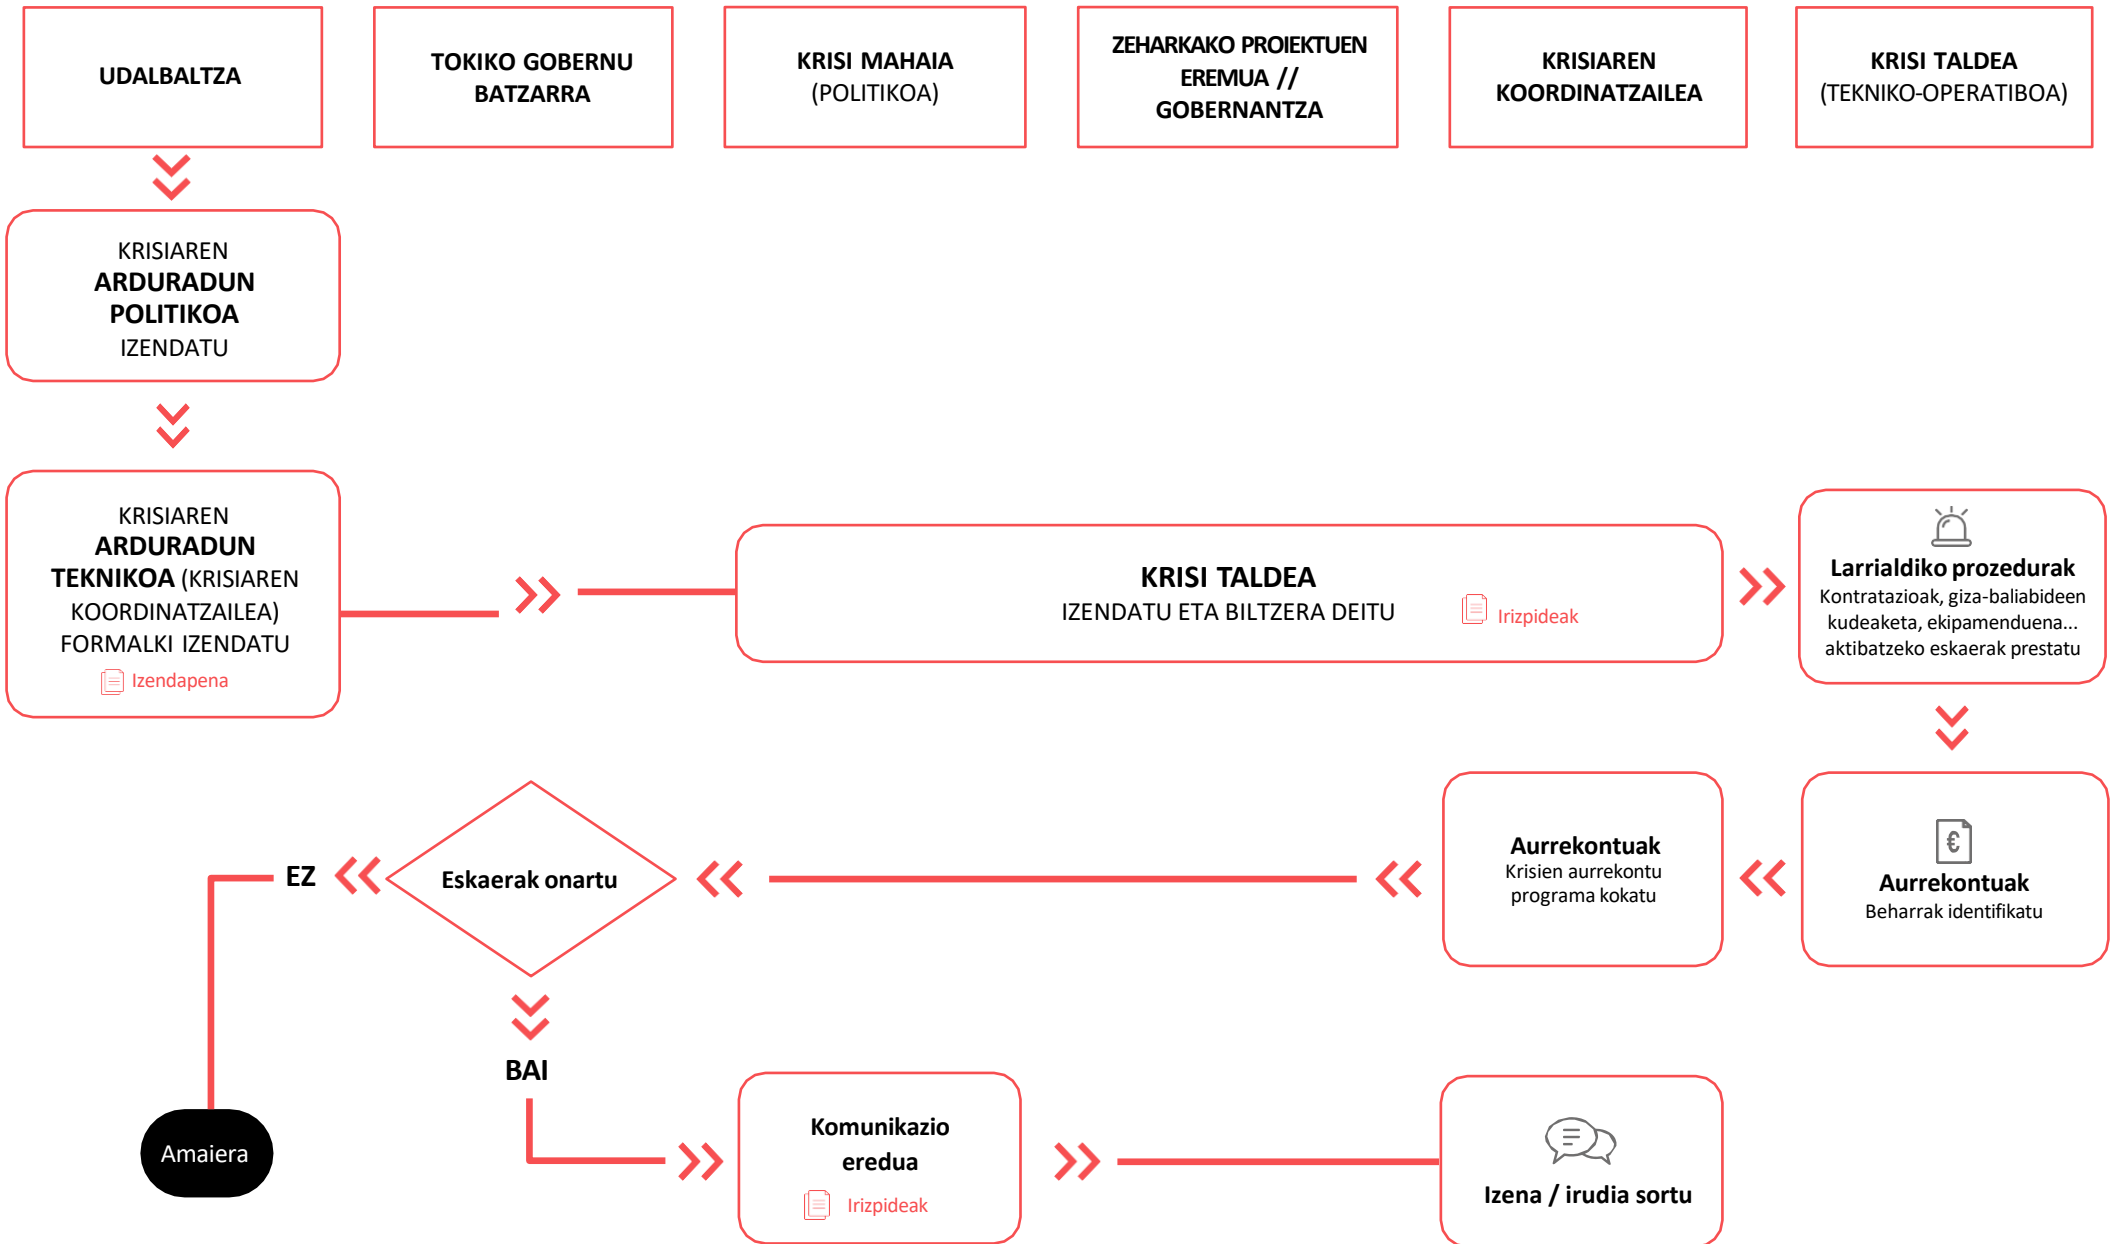 UDALBALTZA
TOKIKO GOBERNU
BATZARRA
KRISI MAHAIA
(POLITIKOA)
ZEHARKAKO PROIEKTUEN
EREMUA //
GOBERNANTZA
KRISIAREN
KOORDINATZAILEA
KRISI TALDEA
(TEKNIKO-OPERATIBOA)
KRISIAREN
ARDURADUN
POLITIKOA
IZENDATU
KRISIAREN
ARDURADUN
TEKNIKOA (KRISIAREN
KOORDINATZAILEA)
FORMALKI IZENDATU
Izendapena
KRISI TALDEA
IZENDATU ETA BILTZERA DEITU
Irizpideak
Larrialdiko prozedurak
Kontratazioak, giza-baliabideen
kudeaketa, ekipamenduena...
aktibatzeko eskaerak prestatu
€
Aurrekontuak
Beharrak identifikatu
Aurrekontuak
Krisien aurrekontu
programa kokatu
Eskaerak onartu
EZ
BAI
Amaiera
Komunikazio
eredua
Irizpideak
Izena / irudia sortu